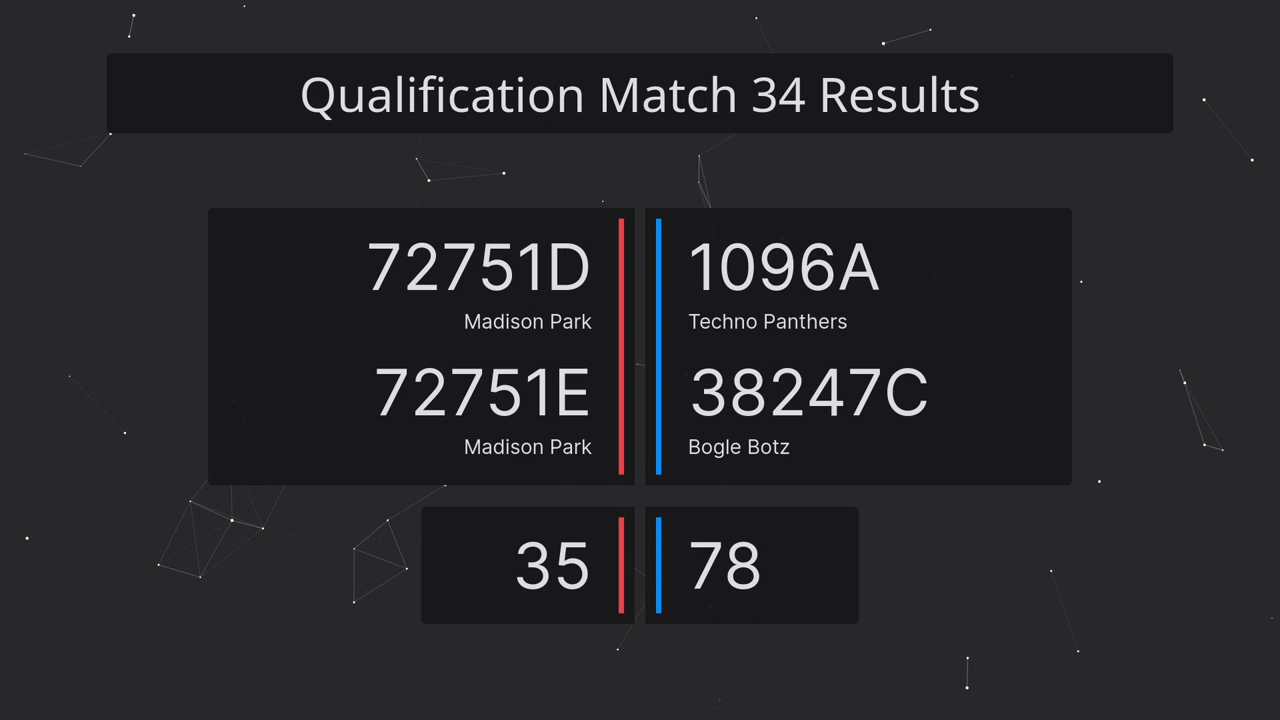 Qualification Match 34 Results
72751D
Madison Park
72751E
Madison Park
1096A
Techno Panthers
38247C
Bogle Botz
35
78